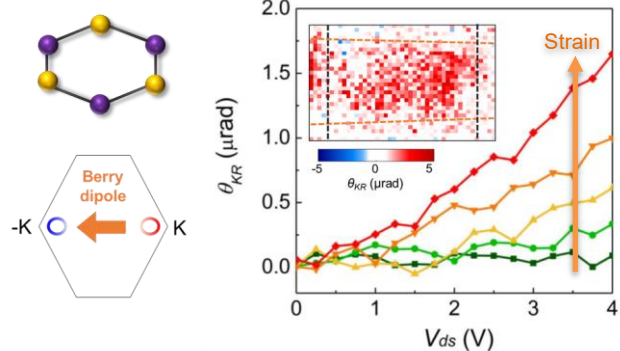 Berry
dipole
-K
K
θKR (μrad)
2.0
1.5
1.0
0.5
0.0
-5
0
5
θKR (μrad)
Strain
0
1
2
3
4
Vds (V)